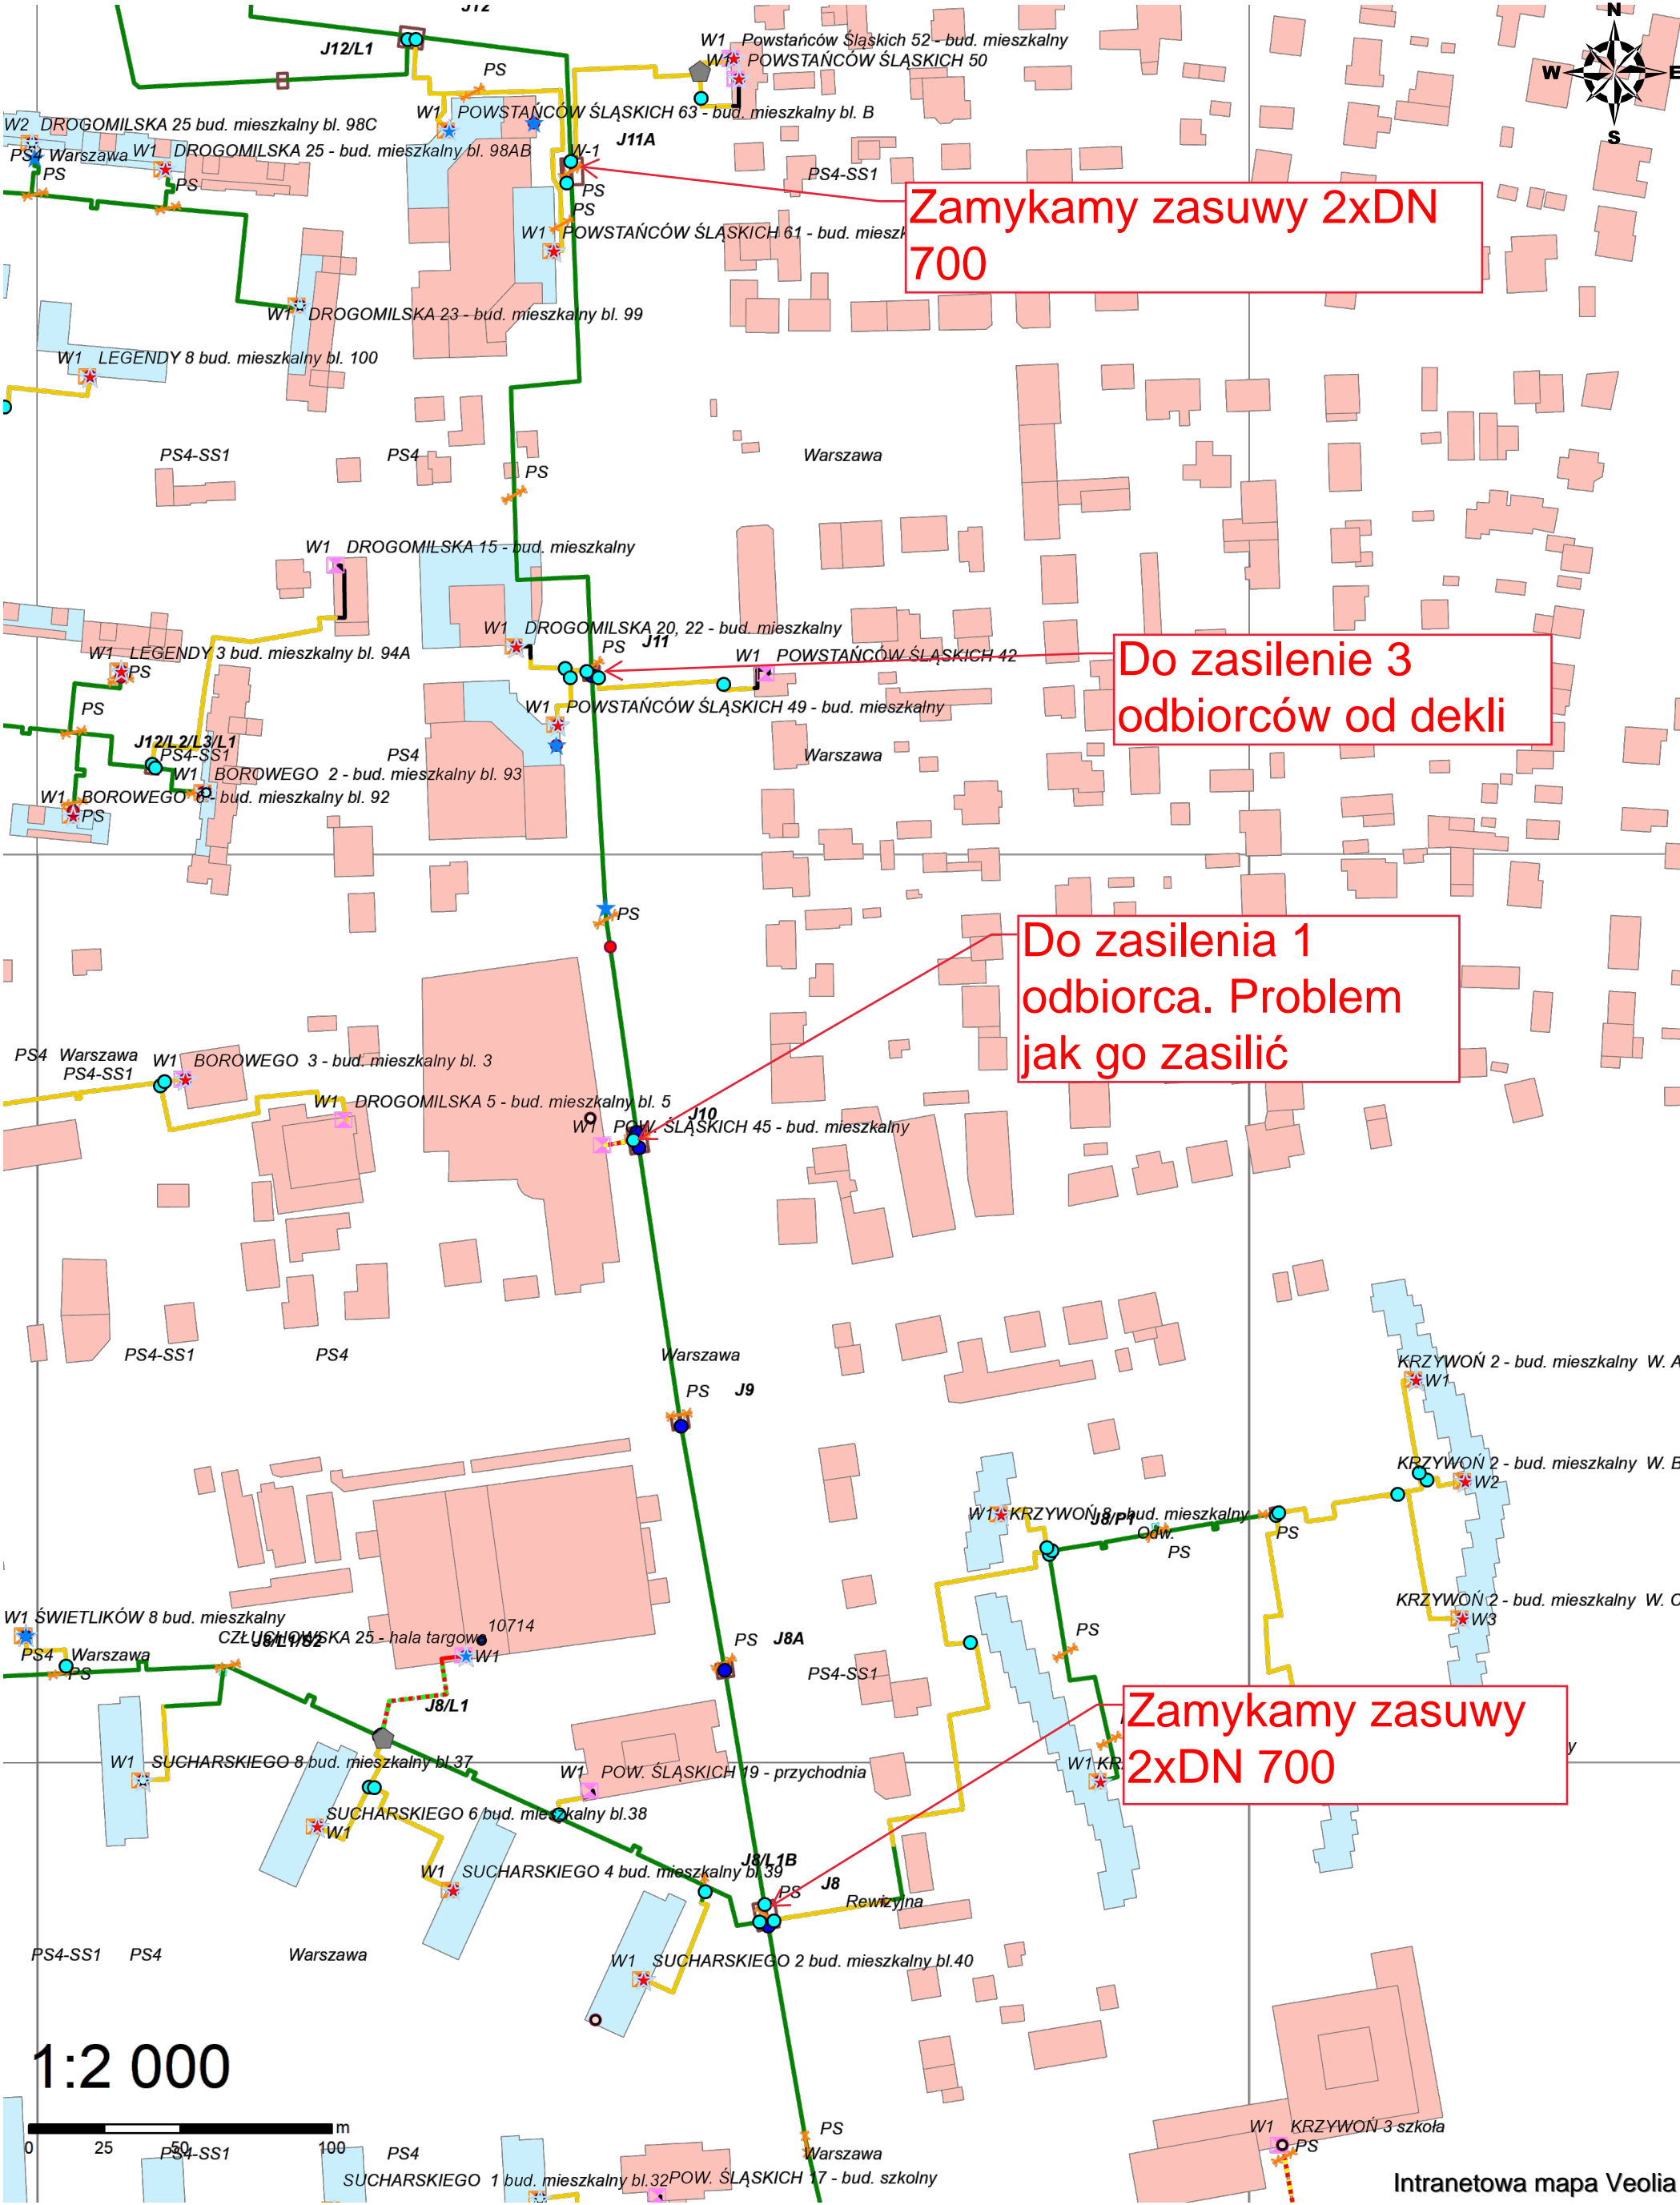 J12
N
J12/L1
W1 Powstańców Śląskich 52 - bud. mieszkalny
W1 POWSTAŃCÓW ŚLĄSKICH 50
PS
W
E
S
W1 POWSTAŃCÓW ŚLĄSKICH 63 - bud. mieszkalny bl. B
W2 DROGOMILSKA 25 bud. mieszkalny bl. 98C
J11A
W-1
PS4 Warszawa
W1 DROGOMILSKA 25 - bud. mieszkalny bl. 98AB
PS
PS
PS
PS4-SS1
PS
Zamykamy zasuwy 2xDN
700
W1 POWSTAŃCÓW ŚLĄSKICH 61 - bud. mieszk
W1 DROGOMILSKA 23 - bud. mieszkalny bl. 99
W1 LEGENDY 8 bud. mieszkalny bl. 100
PS4-SS1
PS4
Warszawa
PS
W1 DROGOMILSKA 15 - bud. mieszkalny
W1 DROGOMILSKA 20, 22 - bud. mieszkalny
J11
PS
W1 POWSTAŃCÓW ŚLĄSKICH 42
Do zasilenie 3
odbiorców od dekli
W1 LEGENDY 3 bud. mieszkalny bl. 94A
PS
PS
W1 POWSTAŃCÓW ŚLĄSKICH 49 - bud. mieszkalny
J12/L2/L3/L1
PS4-SS1
PS4
Warszawa
W1 BOROWEGO 2 - bud. mieszkalny bl. 93
W1 BOROWEGO 6 - bud. mieszkalny bl. 92
PS
PS
Do zasilenia 1
odbiorca. Problem
jak go zasilić
PS4 Warszawa
PS4-SS1
W1 BOROWEGO 3 - bud. mieszkalny bl. 3
W1 DROGOMILSKA 5 - bud. mieszkalny bl. 5
J10
W1 POW. ŚLĄSKICH 45 - bud. mieszkalny
PS4-SS1
PS4
Warszawa
PS J9
KRZYWOŃ 2 - bud. mieszkalny W. A
W1
KRZYWOŃ 2 - bud. mieszkalny W. B
W2
W1 KRZYWOŃ 8 - bud. mieszkalny
J8/P1
Odw.
PS
PS
KRZYWOŃ 2 - bud. mieszkalny W. C
W3
W1 ŚWIETLIKÓW 8 bud. mieszkalny
CZŁUCHOWSKA 25 - hala targowa
10714
J8/L1/S2
W1
PS4 Warszawa
PS
PS J8A
PS4-SS1
PS
J8/L1
Zamykamy zasuwy
2xDN 700
y
W1 KR
W1 SUCHARSKIEGO 8 bud. mieszkalny bl.37
W1 POW. ŚLĄSKICH 19 - przychodnia
SUCHARSKIEGO 6 bud. mieszkalny bl.38
W1
W1 SUCHARSKIEGO 4 bud. mieszkalny bl.39
J8/L1B
J8
PS
Rewizyjna
PS4-SS1
PS4
Warszawa
W1 SUCHARSKIEGO 2 bud. mieszkalny bl.40
1:2 000
m
0 25 50 100
PS4-SS1
PS4
PS
Warszawa
W1 KRZYWOŃ 3 szkoła
PS
SUCHARSKIEGO 1 bud. mieszkalny bl.32
POW. ŚLĄSKICH 17 - bud. szkolny
Intranetowa mapa Veolia